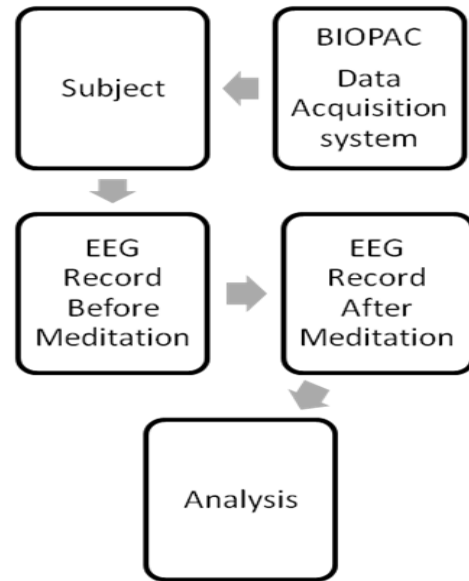 Subject
BIOPAC
Data
Acquisition
system
EEG
Record
Before
Meditation
EEG
Record
After
Meditation
Analysis